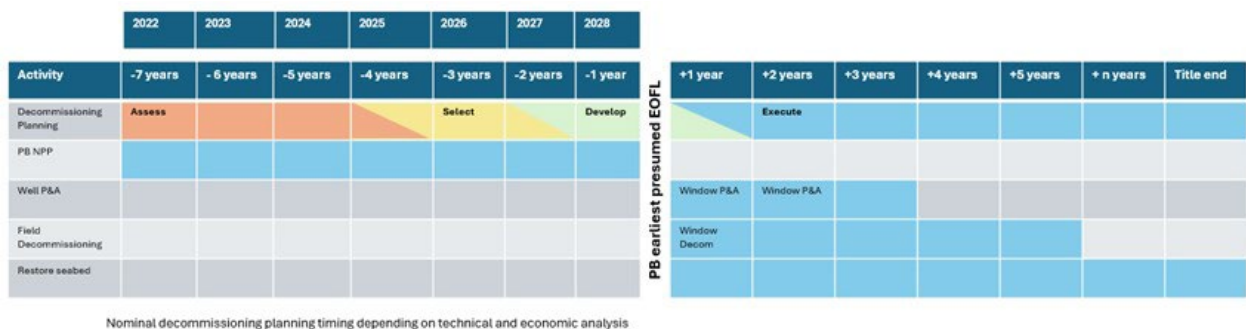 2022 2023 2024 2025 2026 2027 2028
Activity -7 years - 6 years -5 years -4 years -3 years -2 years -1 year +1 year +2 years +3 years +4 years +5 years + n years Title end
Decommissioning
Planning
Assess Select Develop Execute
PB NPP
Well P&A Window P&A Window P&A
Field
Decommissioning
Window
Decom
Restore seabed
PB earliest presumed EOFL
Nominal decommissioning planning timing depending on technical and economic analysis